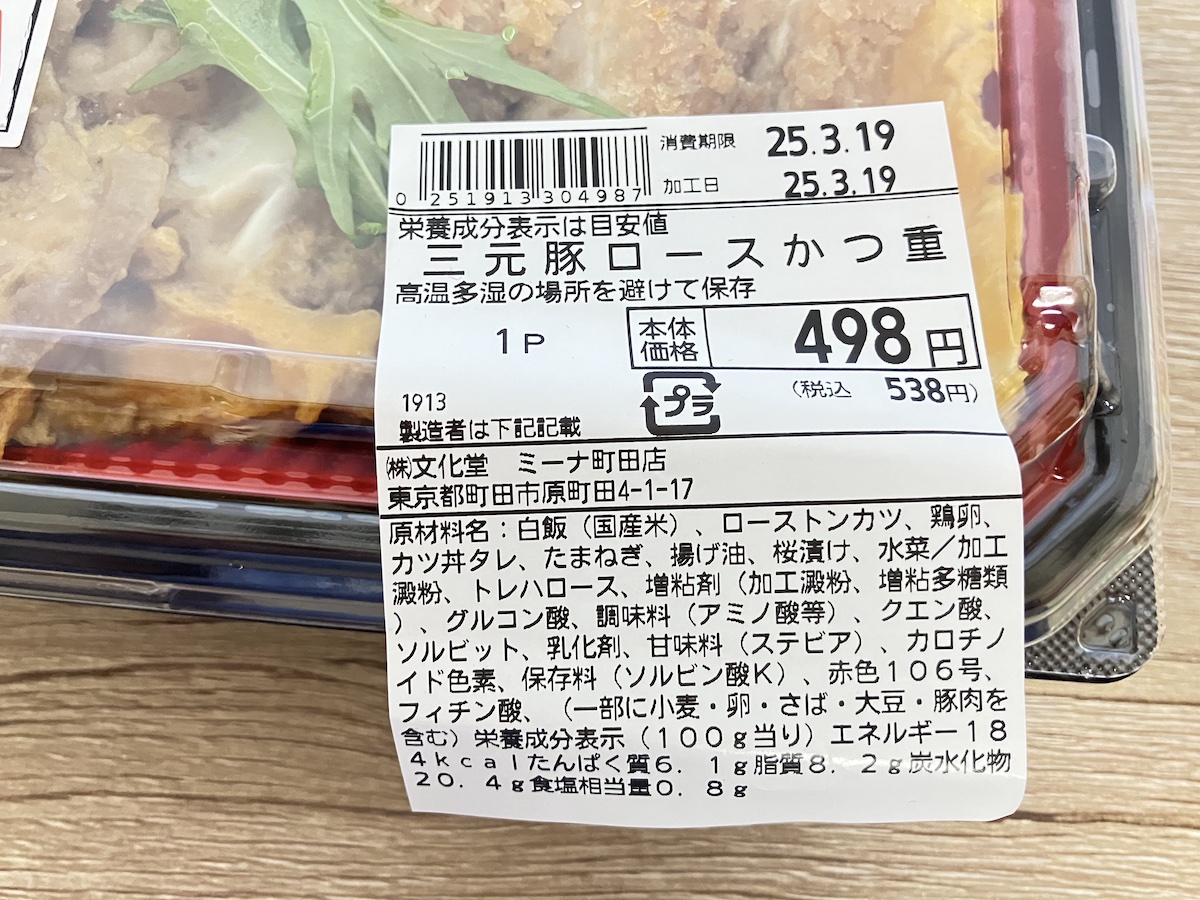 消費期限 25.3.19
加工日 25.3.19
0 251913 304987
栄養成分表示は目安値
三元豚ロースかつ重
高温多湿の場所を避けて保存
1P
本体価格 498円
(税込 538円)
プラ
1913
製造者は下記記載
㈱文化堂 ミーナ町田店
東京都町田市原町田4-1-17
原材料名：白飯（国産米）、ローストンカツ、鶏卵、
カツ丼タレ、たまねぎ、揚げ油、桜漬け、水菜／加工
澱粉、トレハロース、増粘剤（加工澱粉、増粘多糖類
）、グルコン酸、調味料（アミノ酸等）、クエン酸、
ソルビット、乳化剤、甘味料（ステビア）、カロチノ
イド色素、保存料（ソルビン酸K）、赤色106号、
フィチン酸、（一部に小麦・卵・さば・大豆・豚肉を
含む）栄養成分表示（100g当り）エネルギー18
4kcalたんぱく質6.1g脂質8.2g炭水化物
20.4g食塩相当量0.8g